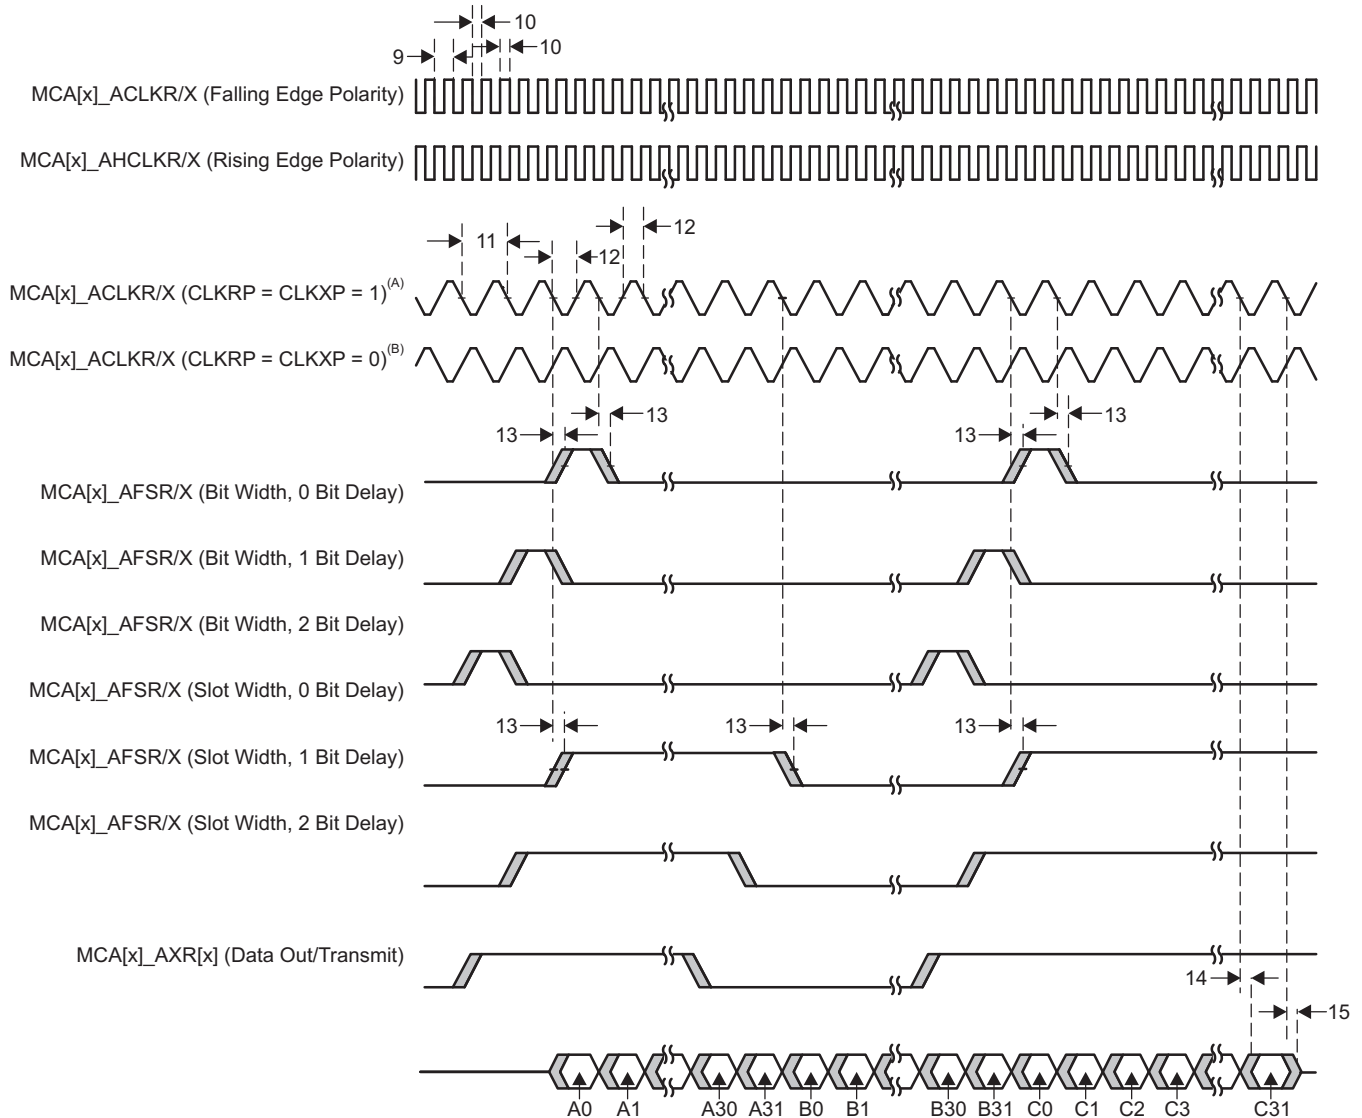 10
9
10
MCA[x]_ACLKR/X (Falling Edge Polarity)
MCA[x]_AHCLKR/X (Rising Edge Polarity)
12
11
12
MCA[x]_ACLKR/X (CLKRP = CLKXP = 1)(A)
MCA[x]_ACLKR/X (CLKRP = CLKXP = 0)(B)
13
13
13
13
MCA[x]_AFSR/X (Bit Width, 0 Bit Delay)
MCA[x]_AFSR/X (Bit Width, 1 Bit Delay)
MCA[x]_AFSR/X (Bit Width, 2 Bit Delay)
MCA[x]_AFSR/X (Slot Width, 0 Bit Delay)
13
13
13
MCA[x]_AFSR/X (Slot Width, 1 Bit Delay)
MCA[x]_AFSR/X (Slot Width, 2 Bit Delay)
MCA[x]_AXR[x] (Data Out/Transmit)
14
15
A0 A1 A30 A31 B0 B1 B30 B31 C0 C1 C2 C3 C31